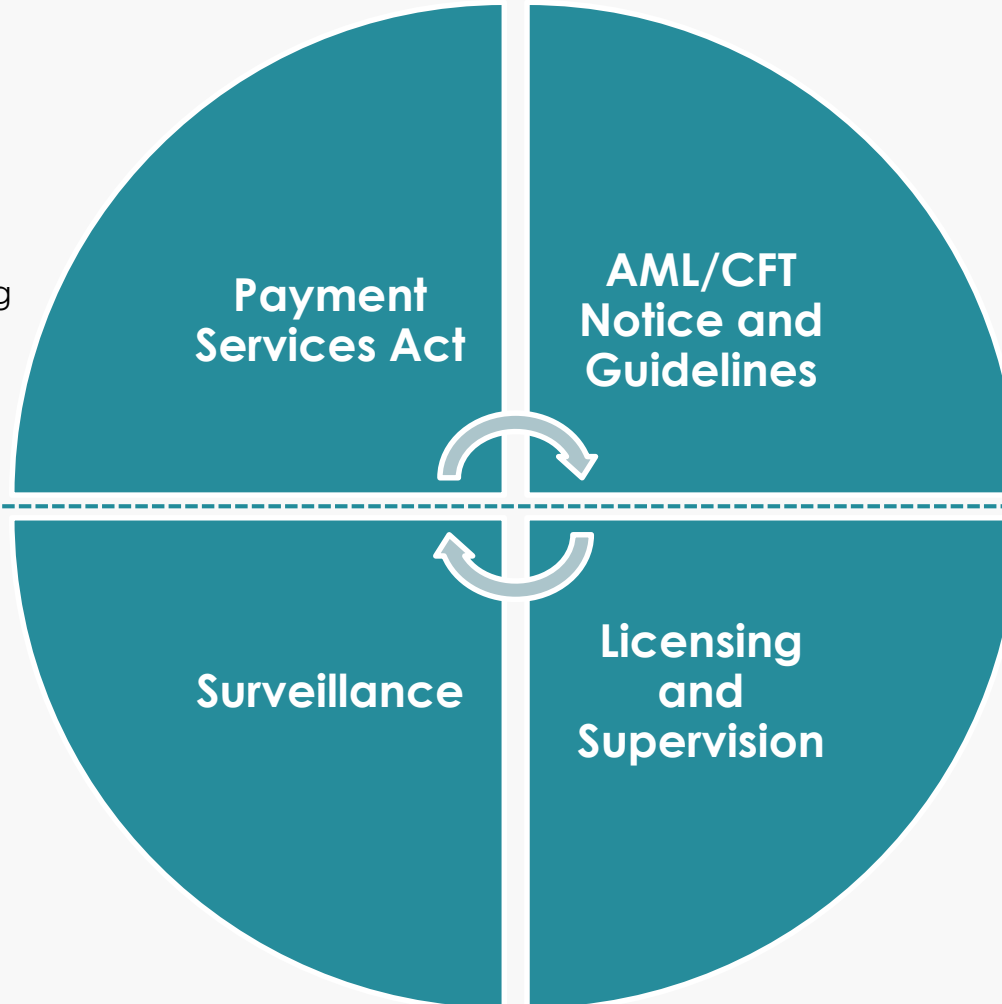 Payment
Services Act
AML/CFT
Notice and
Guidelines
Surveillance
Licensing
and
Supervision